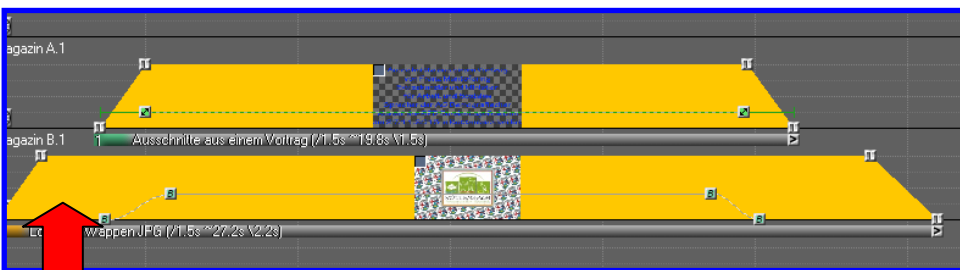 agazin A.1
1 Ausschnitte aus einem Vortrag (/1.5s ~19.8s \1.5s)
agazin B.1
B B
B B
Wappen.JPG (/1.5s ~27.2s \2.2s)